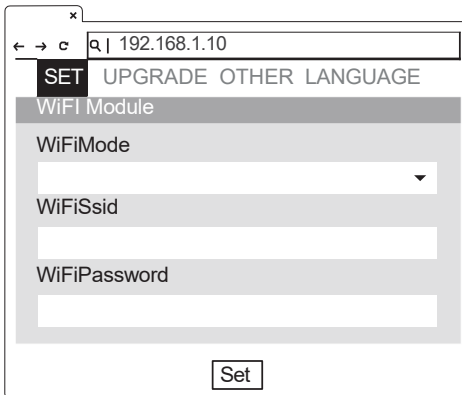 ×
192.168.1.10
SET UPGRADE OTHER LANGUAGE
WiFI Module
WiFiMode
WiFiSsid
WiFiPassword
Set